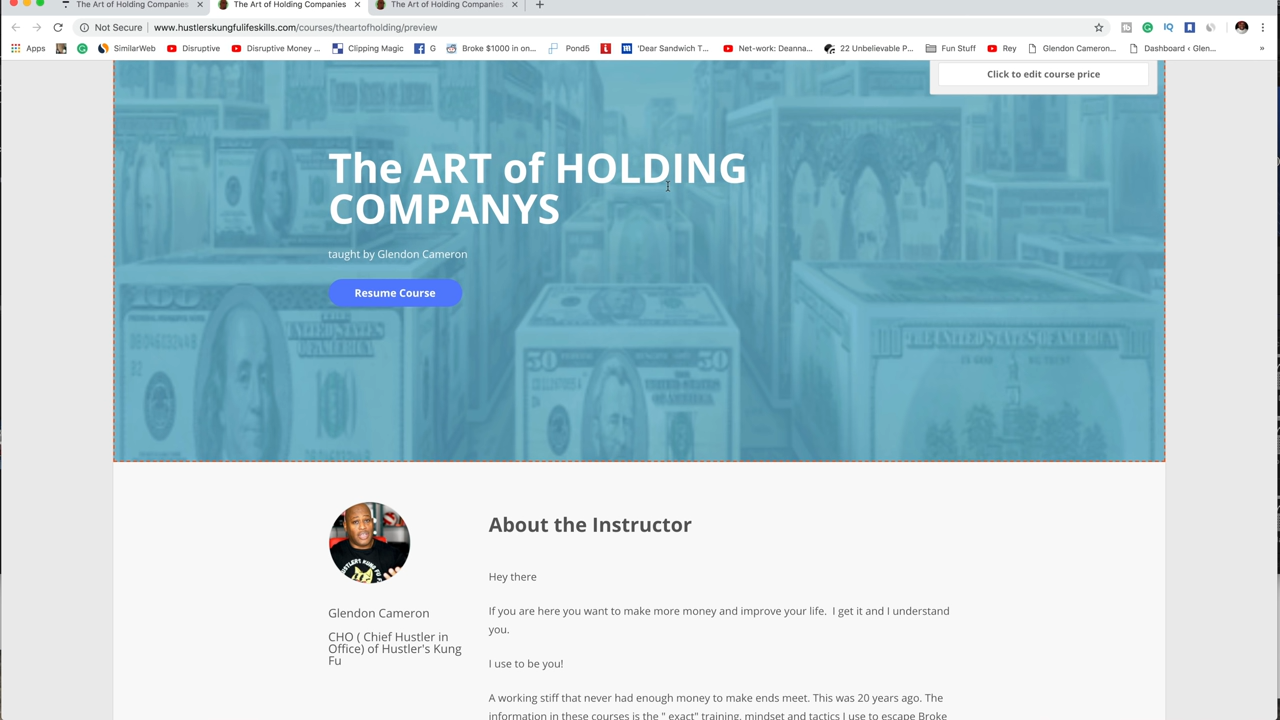 The Art of Holding Companies
The Art of Holding Companies
The Art of Holding Companies
Not Secure
www.hustlerskungfulifeskills.com/courses/theartofholding/preview
Apps
SimilarWeb
Disruptive
Disruptive Money ...
Clipping Magic
G
Broke $1000 in on...
Pond5
'Dear Sandwich T...
Net-work: Deanna...
22 Unbelievable P...
Fun Stuff
Rey
Glendon Cameron...
Dashboard ‹ Glen...
»
Click to edit course price
The ART of HOLDING
COMPANYS
taught by Glendon Cameron
Resume Course
About the Instructor
Hey there
If you are here you want to make more money and improve your life. I get it and I understand
you.
I use to be you!
A working stiff that never had enough money to make ends meet. This was 20 years ago. The
information in these courses is the " exact" training, mindset and tactics I use to escape Broke
Glendon Cameron
CHO ( Chief Hustler in
Office) of Hustler's Kung
Fu